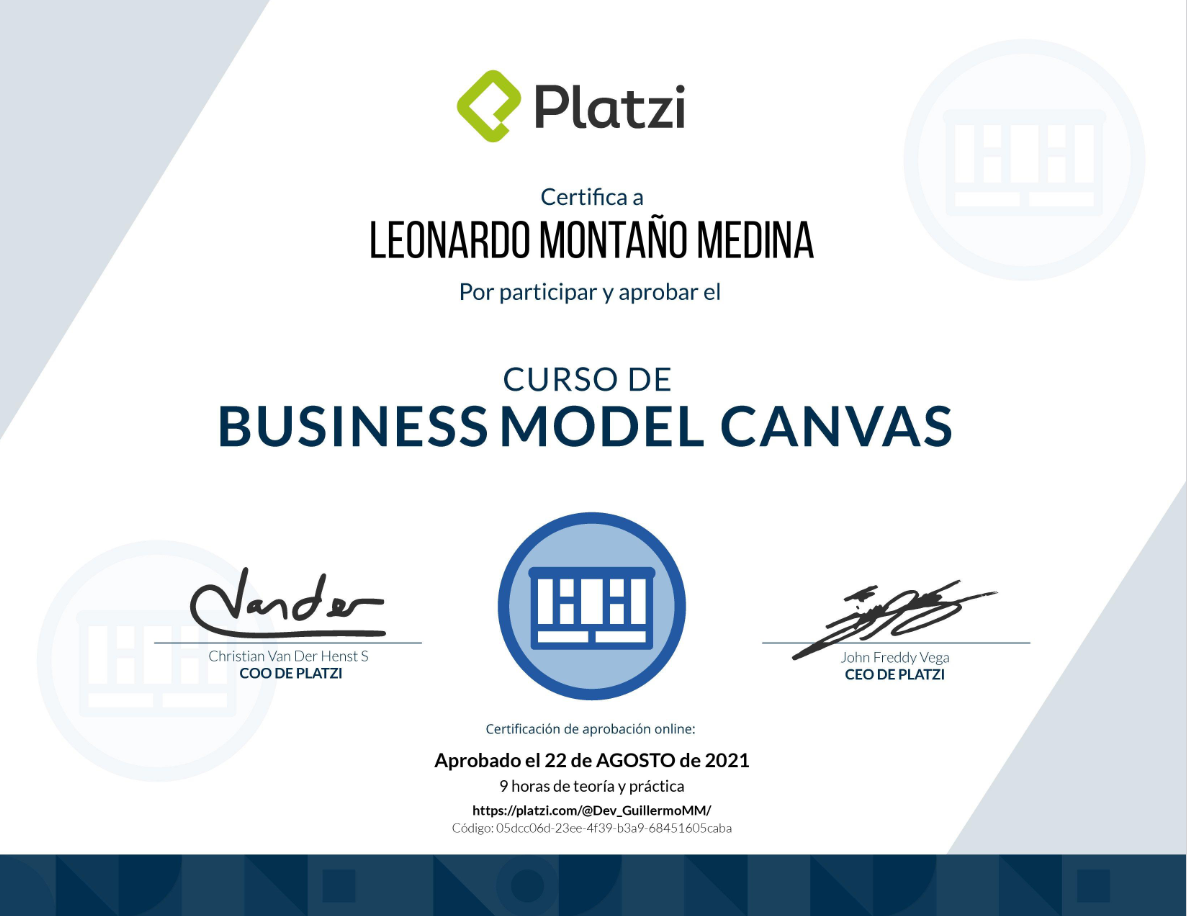 Platzi
Certifica a
LEONARDO MONTAÑO MEDINA
Por participar y aprobar el
CURSO DE
BUSINESS MODEL CANVAS
Vander
Christian Van Der Henst S
COO DE PLATZI
John Freddy Vega
CEO DE PLATZI
Certificación de aprobación online:
Aprobado el 22 de AGOSTO de 2021
9 horas de teoría y práctica
https://platzi.com/@Dev_GuillermoMM/
Código: 05dcc06d-23ee-4f39-b3a9-68451605caba